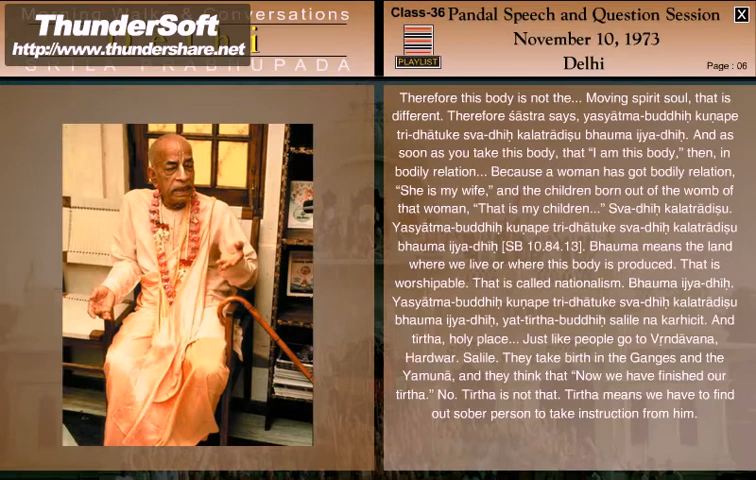 Morning Walks & Conversations
ThunderSoft
http://www.thundershare.net
SRILA PRABHUPADA
Class-36 Pandal Speech and Question Session X
November 10, 1973
PLAYLIST
Delhi
Page : 06
Therefore this body is not the... Moving spirit soul, that is
different. Therefore śāstra says, yasyātma-buddhiḥ kuṇape
tri-dhātuke sva-dhiḥ kalatrādiṣu bhauma ijya-dhiḥ. And as
soon as you take this body, that “I am this body,” then, in
bodily relation... Because a woman has got bodily relation,
“She is my wife,” and the children born out of the womb of
that woman, “That is my children...” Sva-dhiḥ kalatrādiṣu.
Yasyātma-buddhiḥ kuṇape tri-dhātuke sva-dhiḥ kalatrādiṣu
bhauma ijya-dhiḥ [SB 10.84.13]. Bhauma means the land
where we live or where this body is produced. That is
worshipable. That is called nationalism. Bhauma ijya-dhiḥ.
Yasyātma-buddhiḥ kuṇape tri-dhātuke sva-dhiḥ kalatrādiṣu
bhauma ijya-dhiḥ, yat-tirtha-buddhiḥ salile na karhicit. And
tirtha, holy place... Just like people go to Vṛndāvana,
Hardwar. Salile. They take birth in the Ganges and the
Yamunā, and they think that “Now we have finished our
tirtha.” No. Tirtha is not that. Tirtha means we have to find
out sober person to take instruction from him.